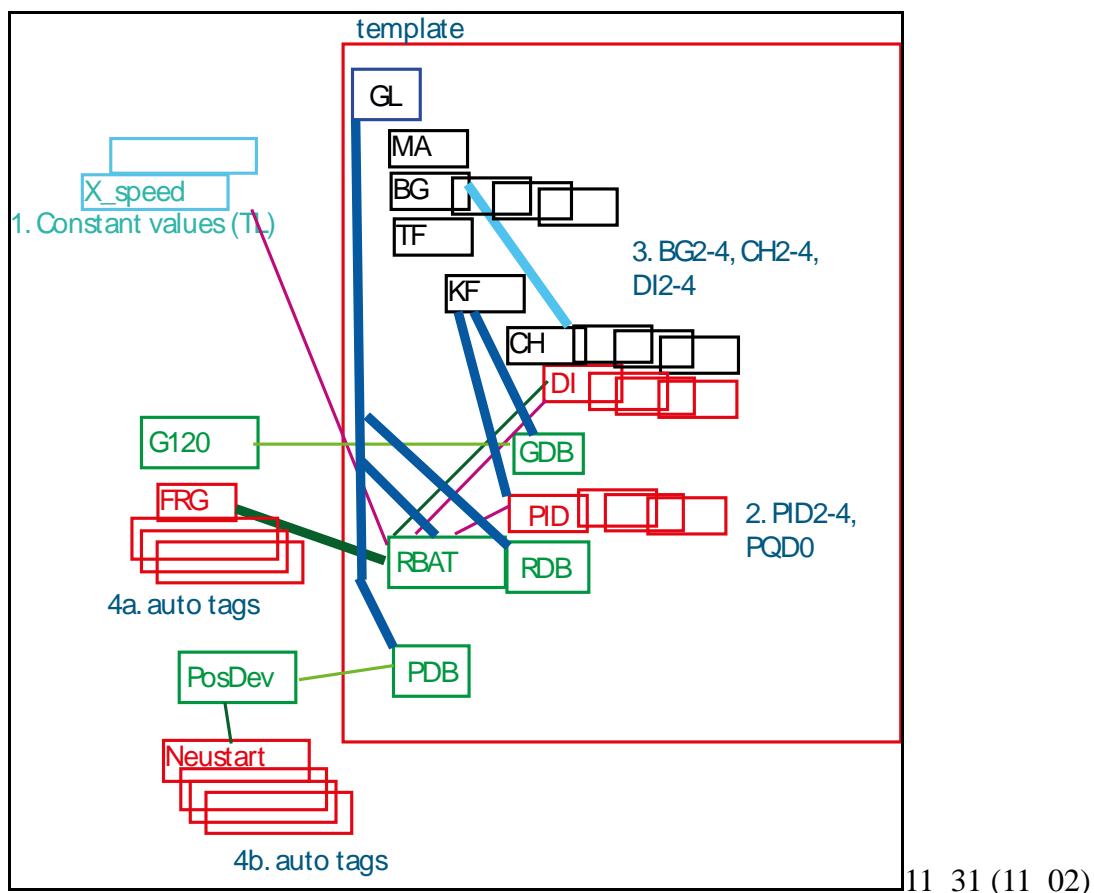 template
GL
MA
X_speed
BG
1. Constant values (TL)
TF
3. BG2-4, CH2-4,
DI2-4
KF
CH
DI
G120
GDB
FRG
PID
2. PID2-4,
PQD0
RBAT
RDB
4a. auto tags
PosDev
PDB
Neustart
4b. auto tags
11_31 (11_02)